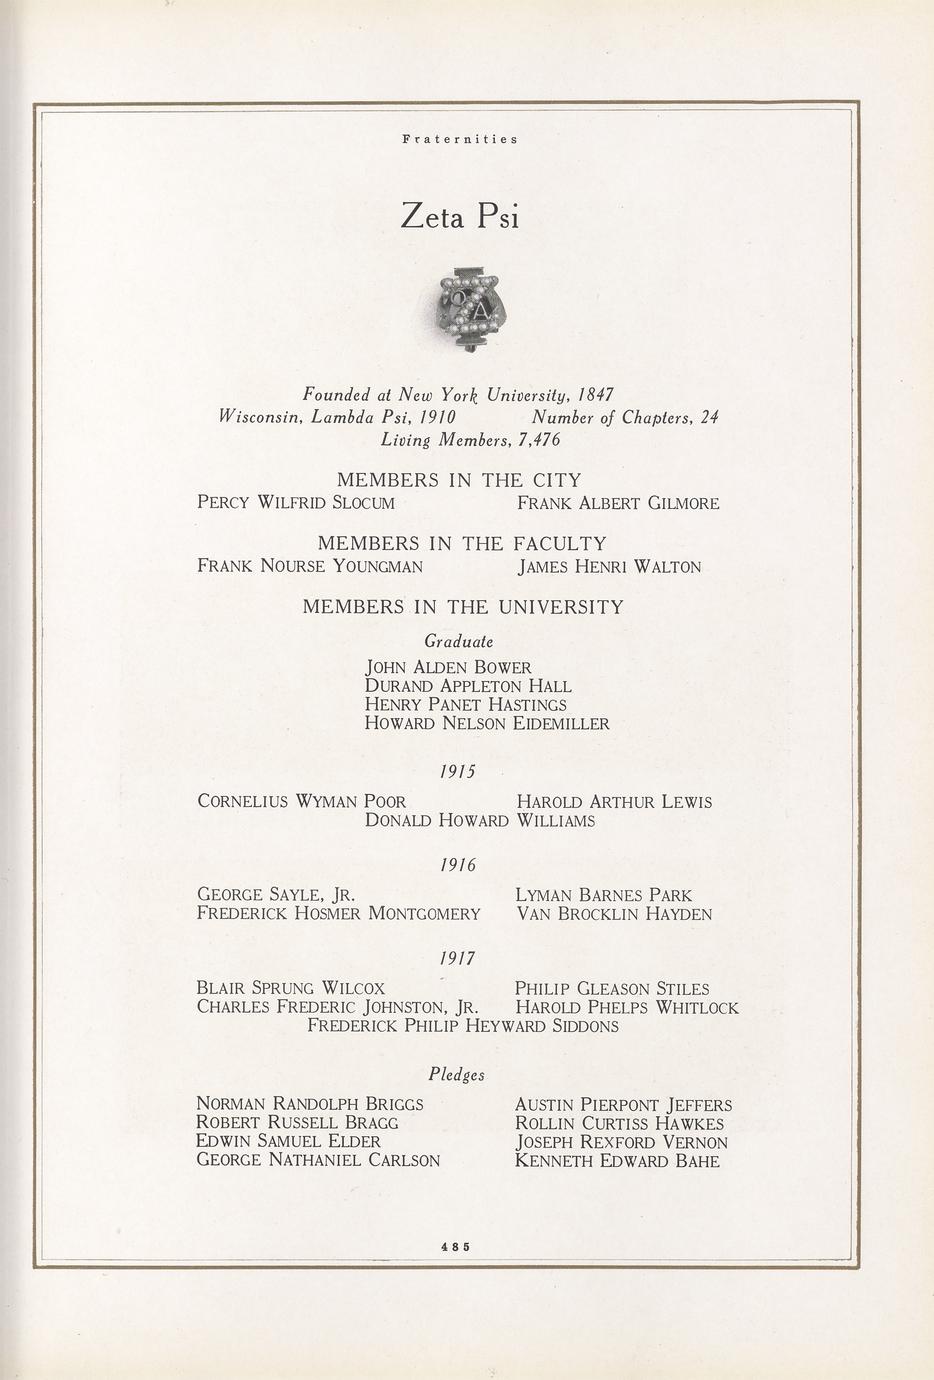 Fraternities
Zeta Psi
Founded at New York University, 1847
Wisconsin, Lambda Psi, 1910 Number of Chapters, 24
Living Members, 7,476
MEMBERS IN THE CITY
PERCY WILFRID SLOCUM FRANK ALBERT GILMORE
MEMBERS IN THE FACULTY
FRANK NOURSE YOUNGMAN JAMES HENRI WALTON
MEMBERS IN THE UNIVERSITY
Graduate
JOHN ALDEN BOWER
DURAND APPLETON HALL
HENRY PANET HASTINGS
HOWARD NELSON EIDEMILLER
1915
CORNELIUS WYMAN POOR HAROLD ARTHUR LEWIS
DONALD HOWARD WILLIAMS
1916
GEORGE SAYLE, JR. LYMAN BARNES PARK
FREDERICK HOSMER MONTGOMERY VAN BROCKLIN HAYDEN
1917
BLAIR SPRUNG WILCOX PHILIP GLEASON STILES
CHARLES FREDERIC JOHNSTON, JR. HAROLD PHELPS WHITLOCK
FREDERICK PHILIP HEYWARD SIDDONS
Pledges
NORMAN RANDOLPH BRIGGS AUSTIN PIERPONT JEFFERS
ROBERT RUSSELL BRAGG ROLLIN CURTISS HAWKES
EDWIN SAMUEL ELDER JOSEPH REXFORD VERNON
GEORGE NATHANIEL CARLSON KENNETH EDWARD BAHE
485